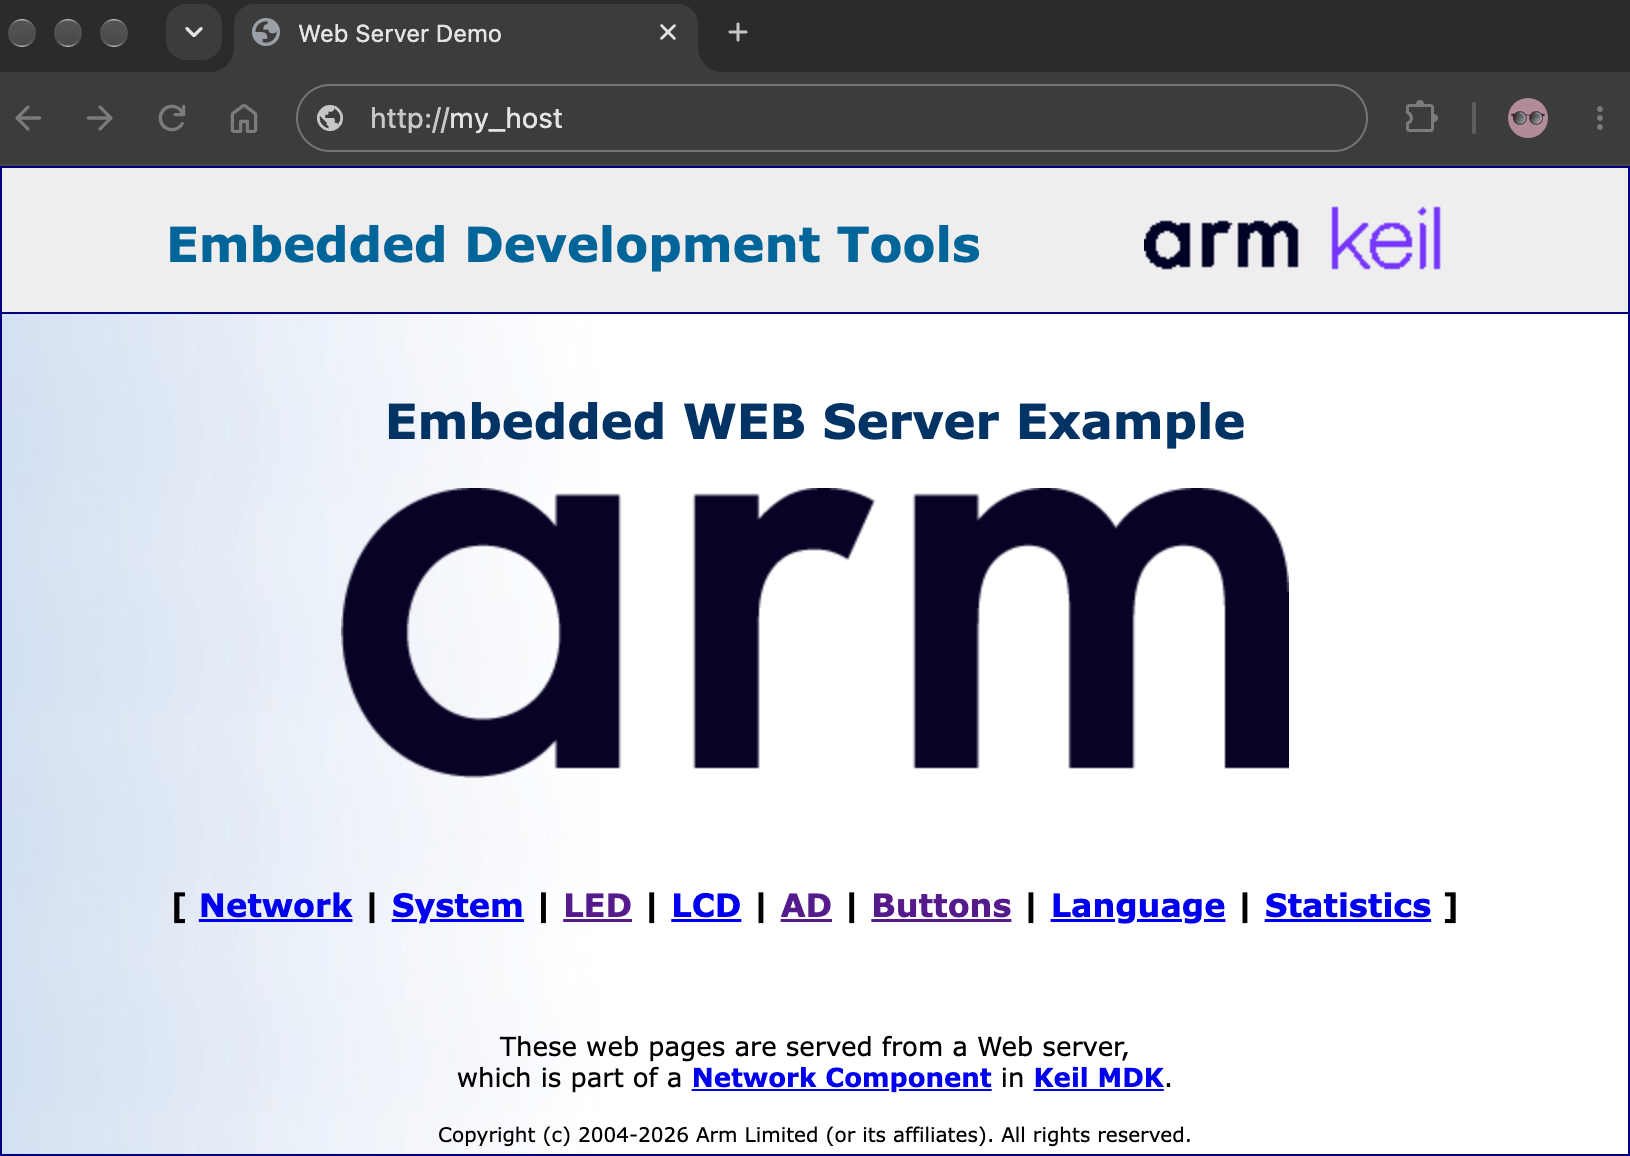 Web Server Demo
http://my_host
Embedded Development Tools
arm keil
Embedded WEB Server Example
arm
[ Network | System | LED | LCD | AD | Buttons | Language | Statistics ]
These web pages are served from a Web server,
which is part of a Network Component in Keil MDK.
Copyright (c) 2004-2026 Arm Limited (or its affiliates). All rights reserved.